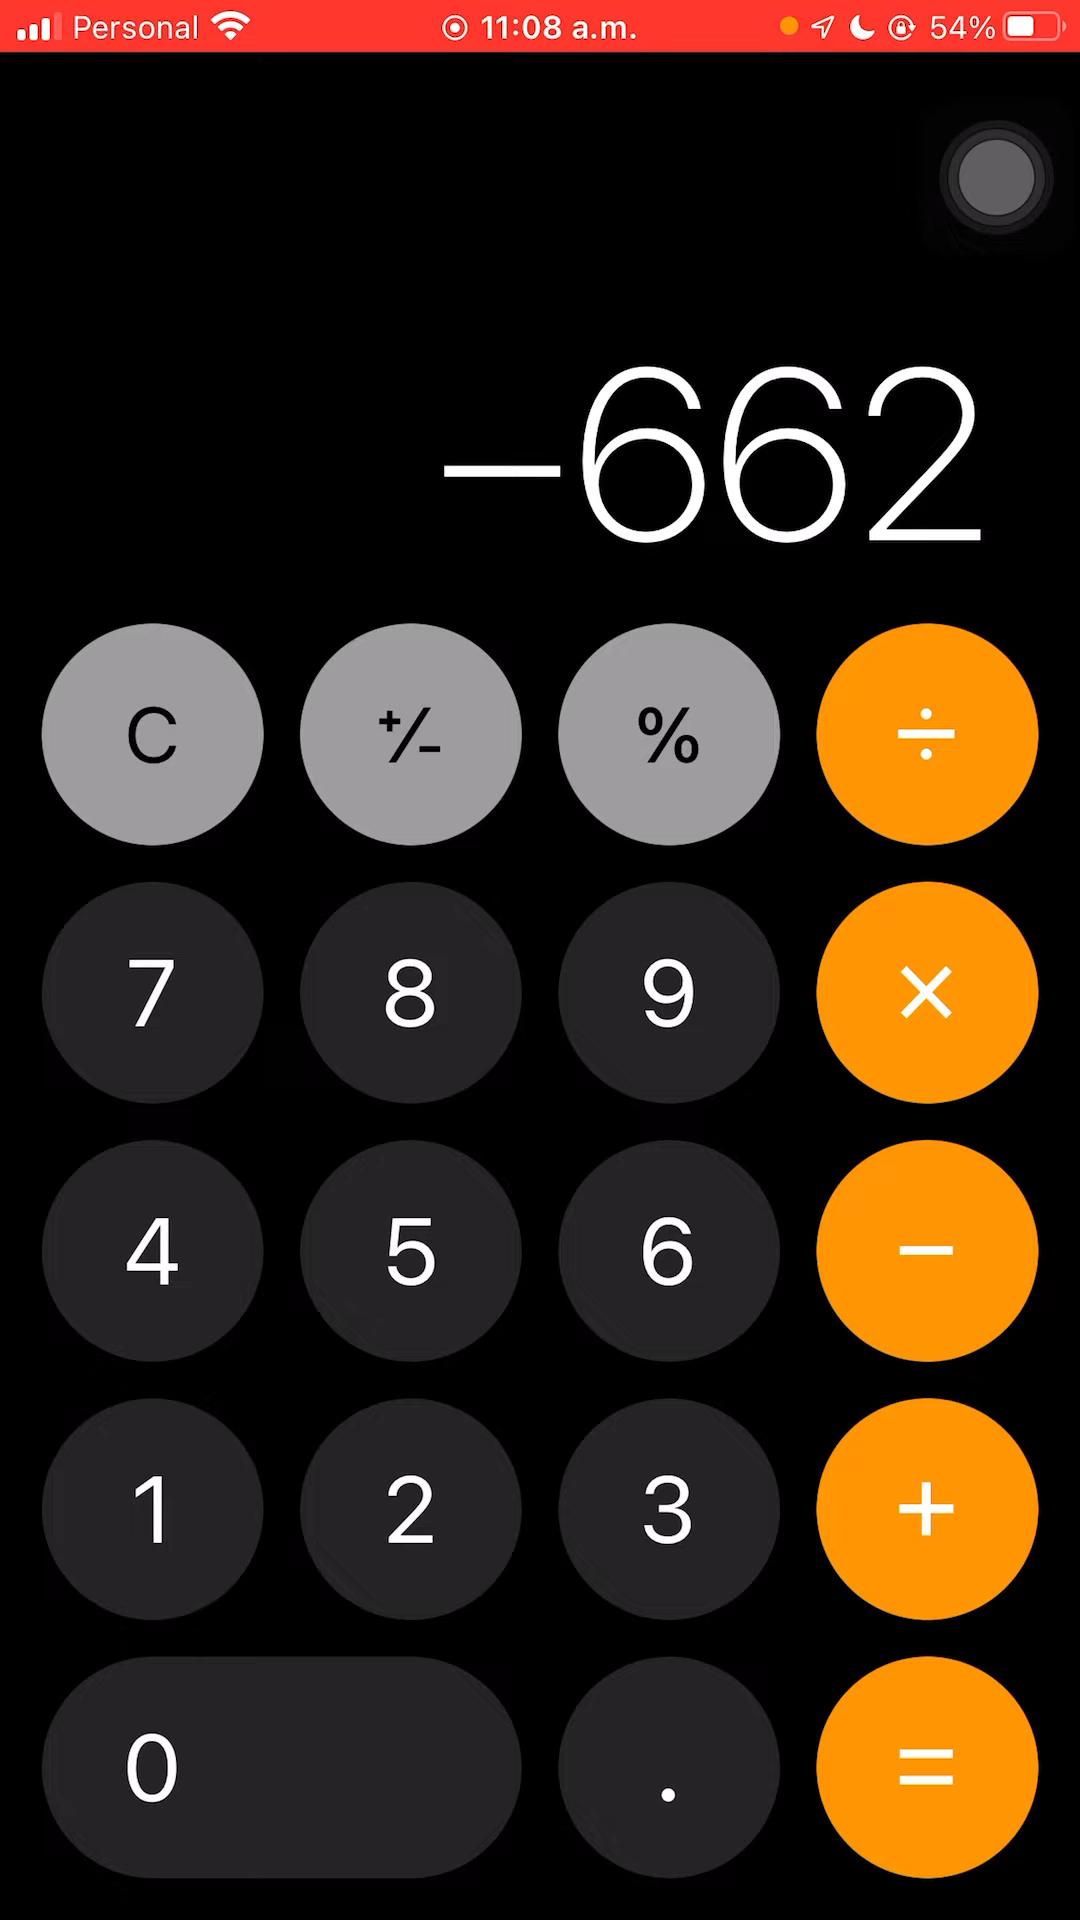 Personal 11:08 a.m. 54%
−662
C ⁺∕₋ % ÷
7 8 9 ×
4 5 6 −
1 2 3 +
0 . =